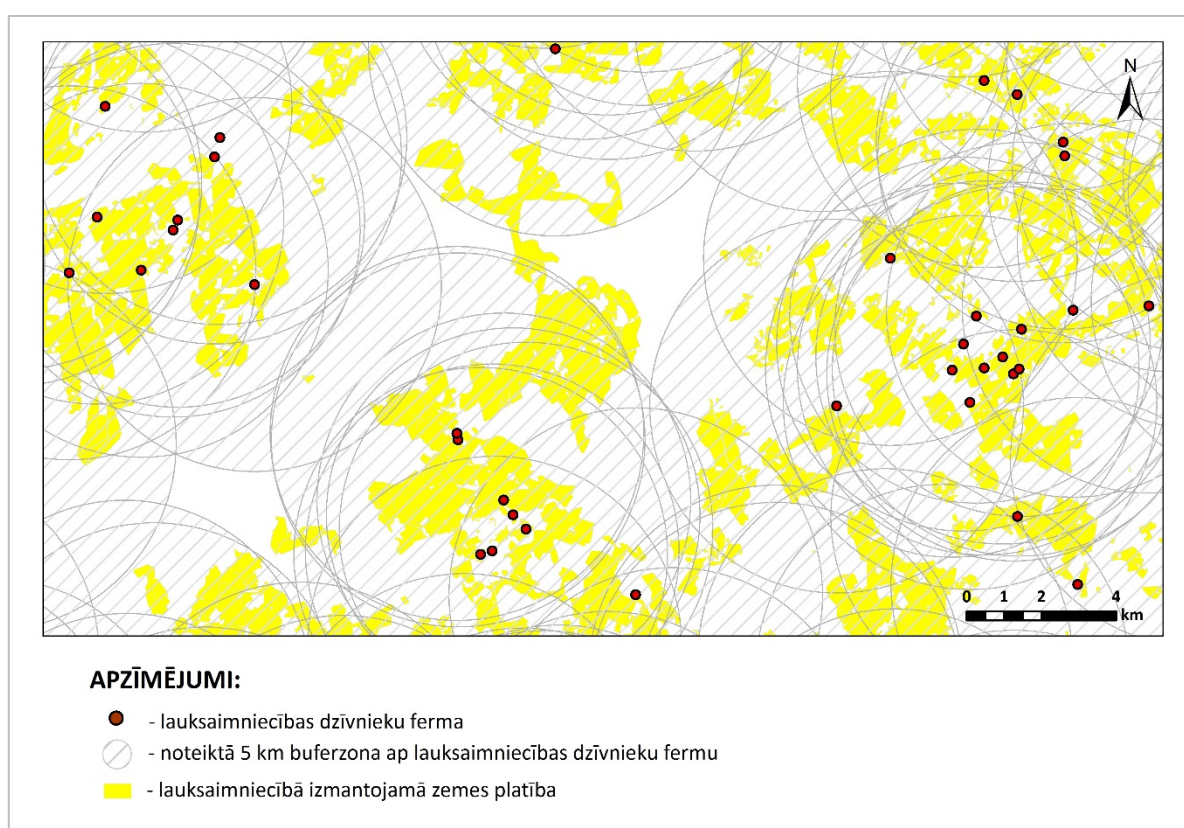 N
0 1 2 4
km
APZĪMĒJUMI:
- lauksaimniecības dzīvnieku ferma
- noteiktā 5 km buferzona ap lauksaimniecības dzīvnieku fermu
- lauksaimniecībā izmantojamā zemes platība